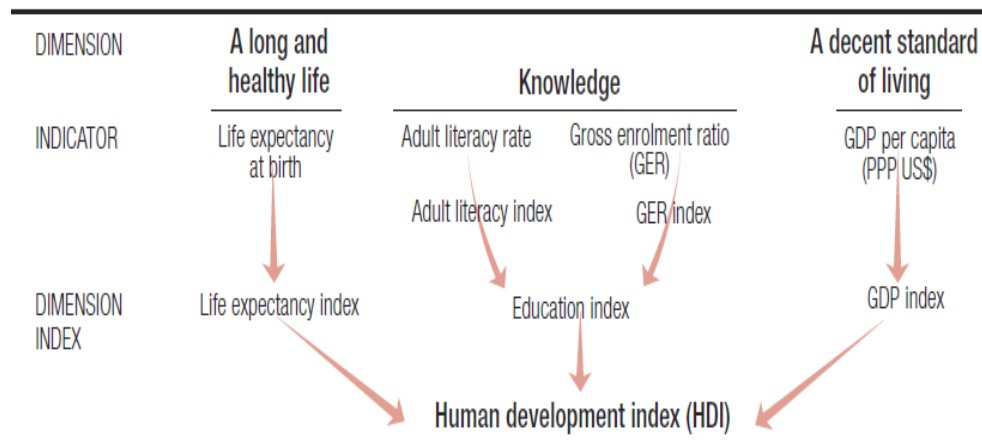 DIMENSION
A long and
healthy life
Knowledge
A decent standard
of living
INDICATOR
Life expectancy
at birth
Adult literacy rate
Gross enrolment ratio
(GER)
GDP per capita
(PPP US$)
Adult literacy index
GER index
DIMENSION
INDEX
Life expectancy index
Education index
GDP index
Human development index (HDI)